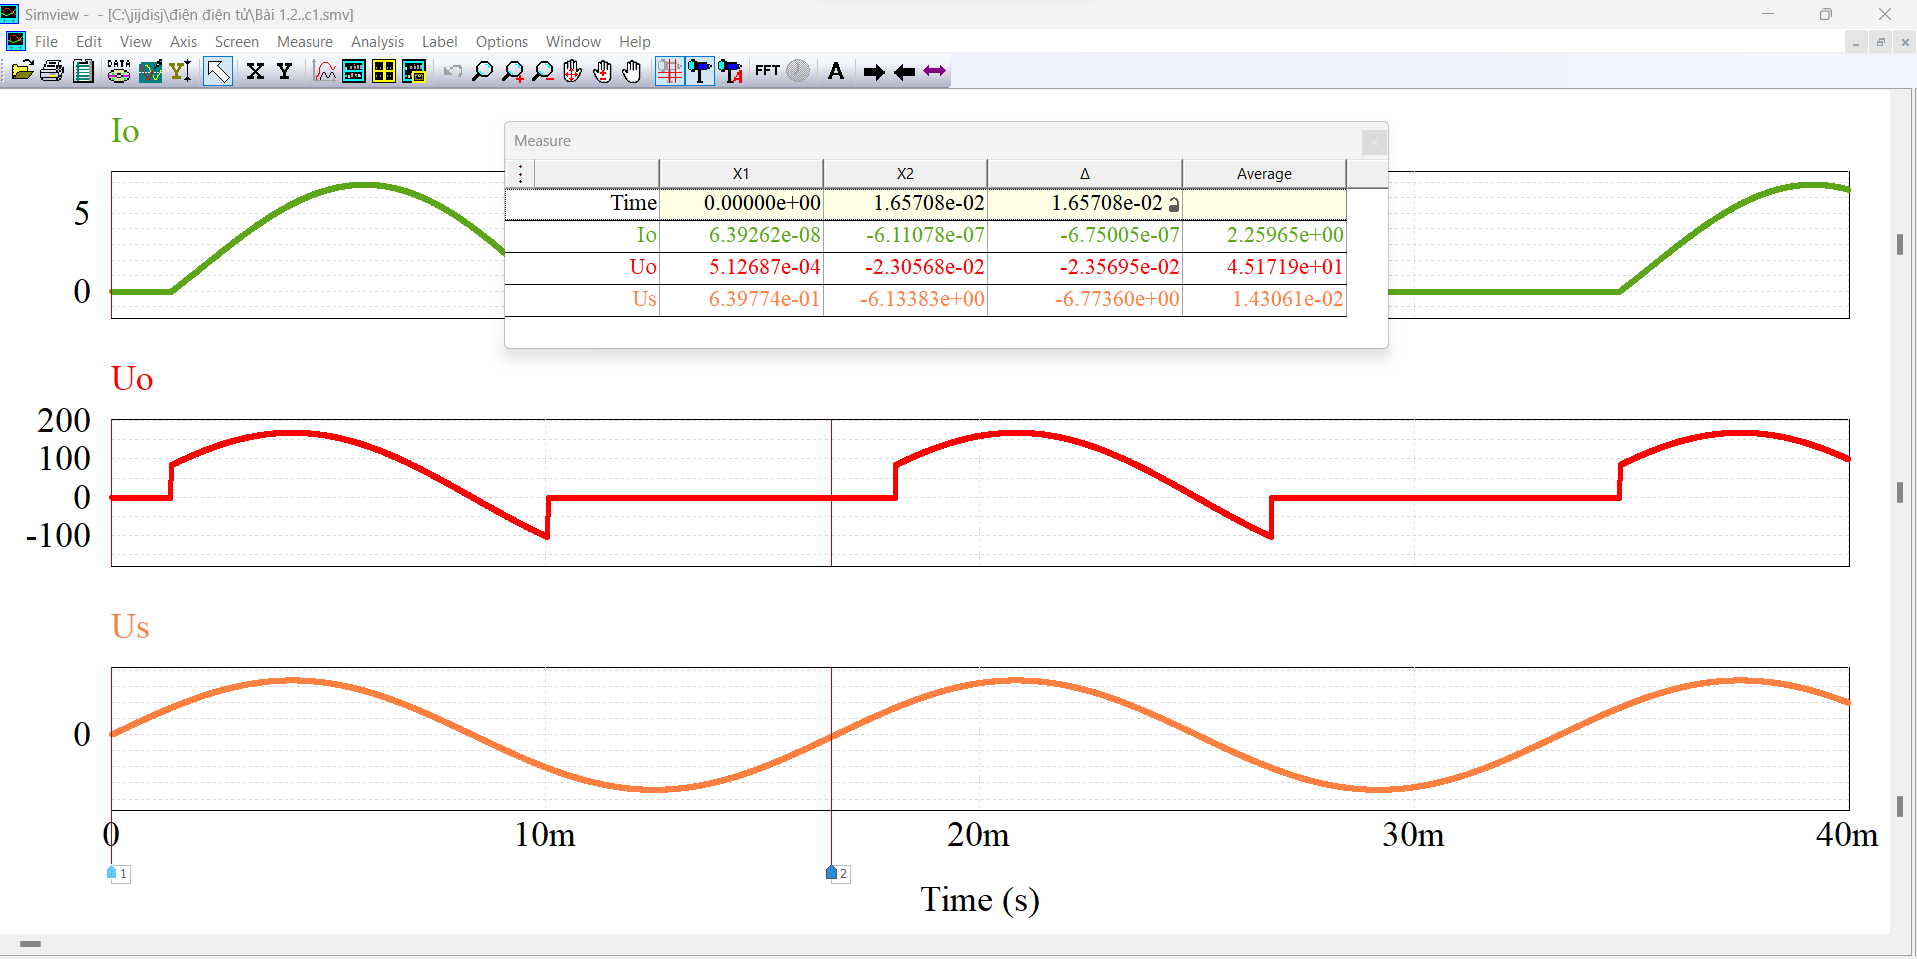 Simview - - [C:\jijdisj\điện điện tử\Bài 1.2..c1.smv]
File Edit View Axis Screen Measure Analysis Label Options Window Help
DATA Y X Y FFT A A
Io
5
0
Measure
X1 X2 Δ Average
Time 0.00000e+00 1.65708e-02 1.65708e-02
Io 6.39262e-08 -6.11078e-07 -6.75005e-07 2.25965e+00
Uo 5.12687e-04 -2.30568e-02 -2.35695e-02 4.51719e+01
Us 6.39774e-01 -6.13383e+00 -6.77360e+00 1.43061e-02
Uo
200
100
0
-100
Us
0
0 10m 20m 30m 40m
1 2
Time (s)